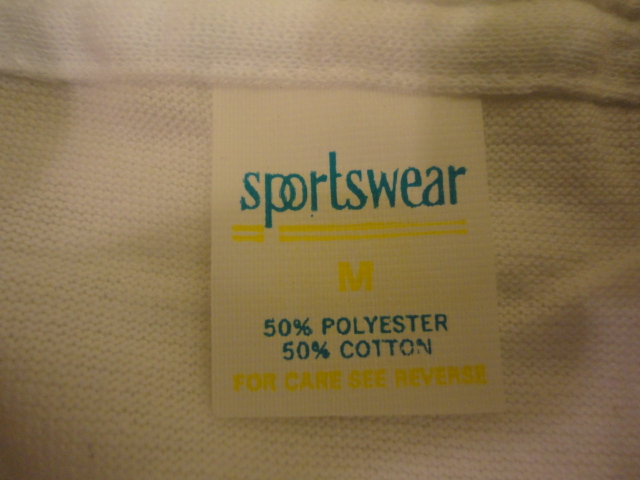 sportswear
M
50% POLYESTER
50% COTTON
FOR CARE SEE REVERSE